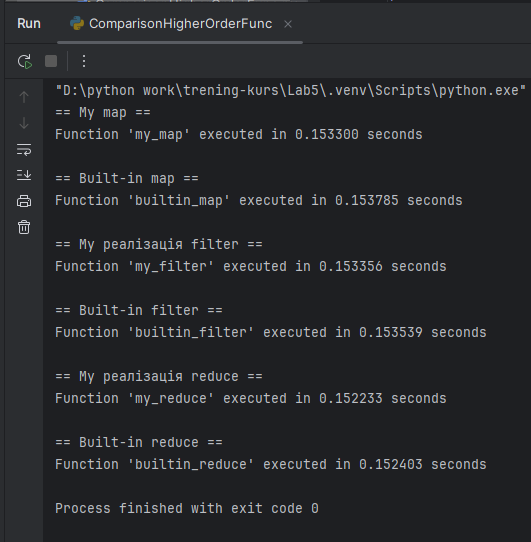 Run
ComparisonHigherOrderFunc
"D:\python work\trening-kurs\Lab5\.venv\Scripts\python.exe"
== My map ==
Function 'my_map' executed in 0.153300 seconds
== Built-in map ==
Function 'builtin_map' executed in 0.153785 seconds
== My реалізація filter ==
Function 'my_filter' executed in 0.153356 seconds
== Built-in filter ==
Function 'builtin_filter' executed in 0.153539 seconds
== My реалізація reduce ==
Function 'my_reduce' executed in 0.152233 seconds
== Built-in reduce ==
Function 'builtin_reduce' executed in 0.152403 seconds
Process finished with exit code 0